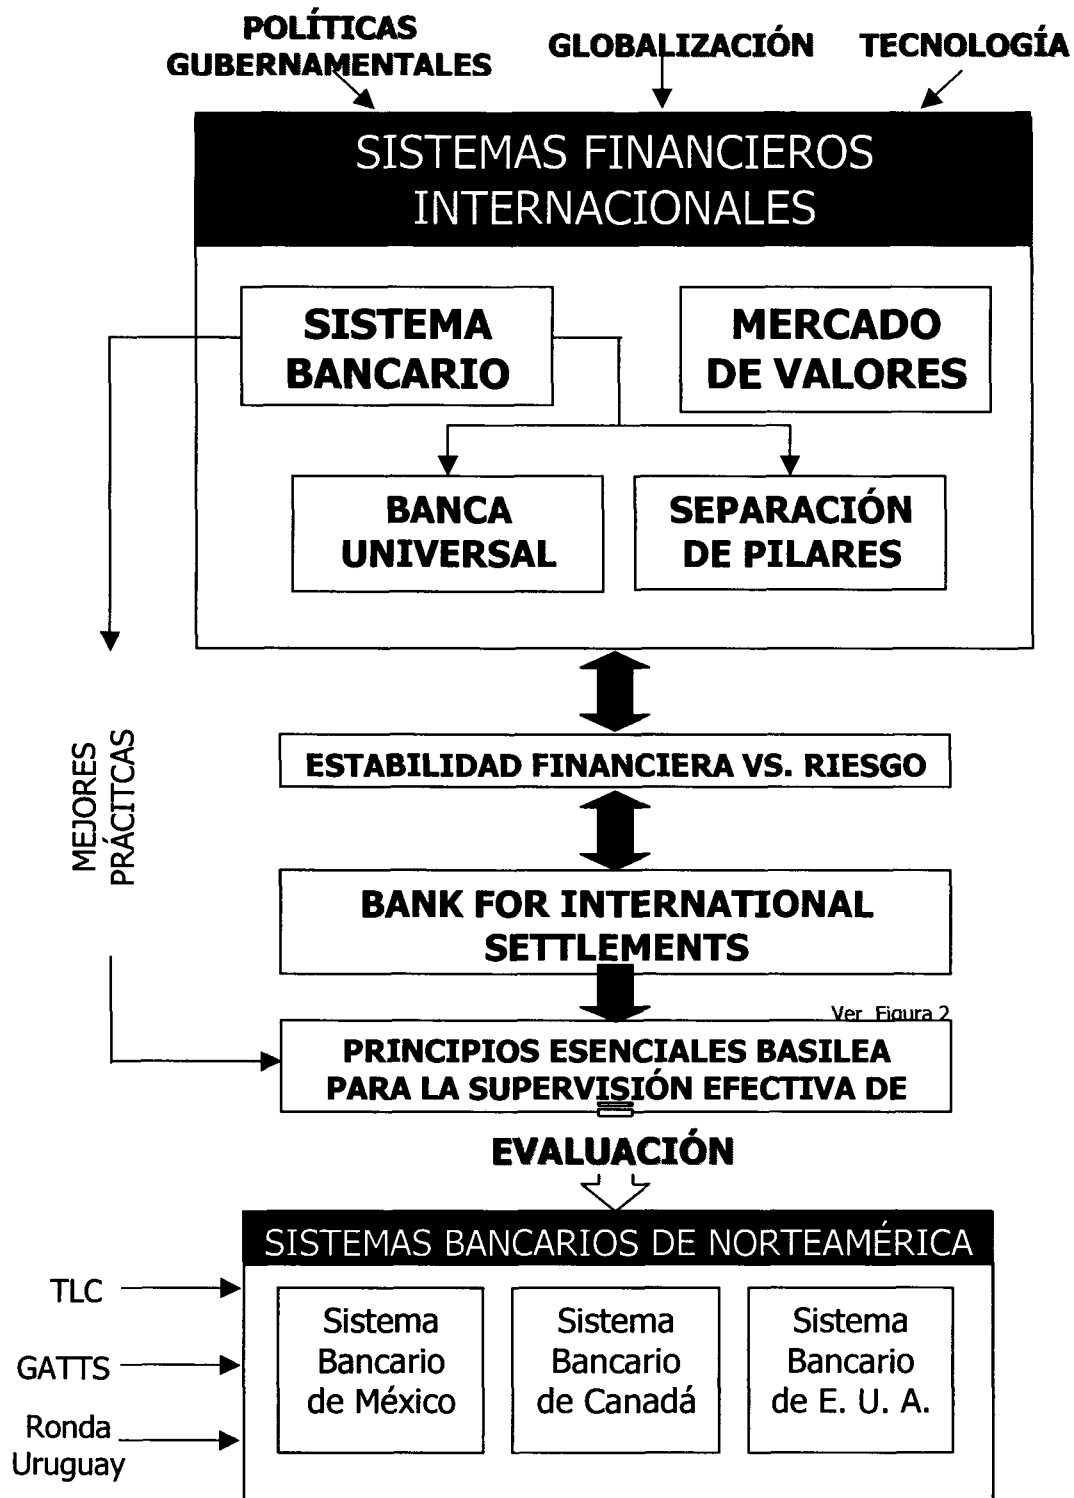 POLÍTICAS
GUBERNAMENTALES
GLOBALIZACIÓN
TECNOLOGÍA
SISTEMAS FINANCIEROS
INTERNACIONALES
SISTEMA
BANCARIO
MERCADO
DE VALORES
BANCA
UNIVERSAL
SEPARACIÓN
DE PILARES
MEJORES
PRÁCITCAS
ESTABILIDAD FINANCIERA VS. RIESGO
BANK FOR INTERNATIONAL
SETTLEMENTS
Ver Figura 2
PRINCIPIOS ESENCIALES BASILEA
PARA LA SUPERVISIÓN EFECTIVA DE
EVALUACIÓN
SISTEMAS BANCARIOS DE NORTEAMÉRICA
TLC
GATTS
Ronda
Uruguay
Sistema
Bancario
de México
Sistema
Bancario
de Canadá
Sistema
Bancario
de E. U. A.